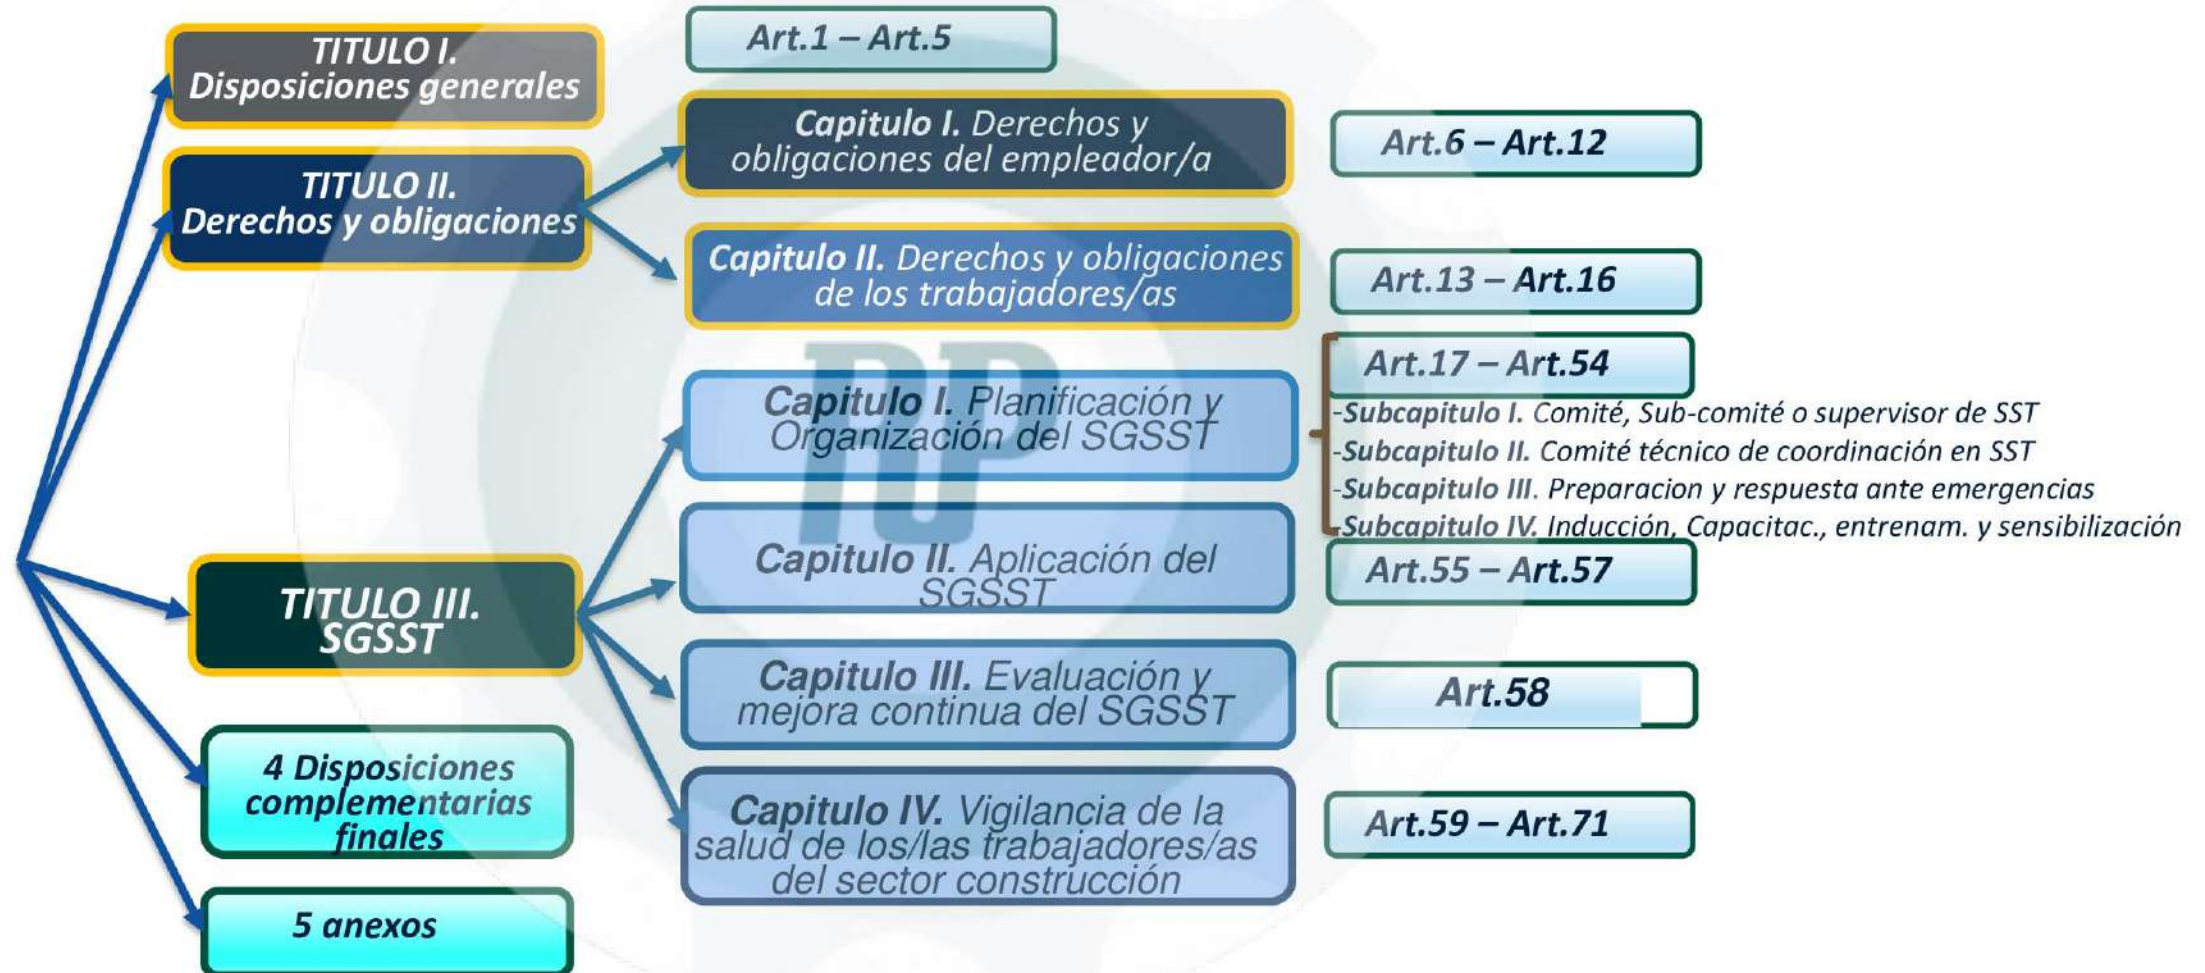 TITULO I.
Disposiciones generales
Art.1 – Art.5
TITULO II.
Derechos y obligaciones
Capitulo I. Derechos y
obligaciones del empleador/a
Art.6 – Art.12
Capitulo II. Derechos y obligaciones
de los trabajadores/as
Art.13 – Art.16
TITULO III.
SGSST
Capitulo I. Planificación y
Organización del SGSST
Art.17 – Art.54
-Subcapitulo I. Comité, Sub-comité o supervisor de SST
-Subcapitulo II. Comité técnico de coordinación en SST
-Subcapitulo III. Preparacion y respuesta ante emergencias
-Subcapitulo IV. Inducción, Capacitac., entrenam. y sensibilización
Capitulo II. Aplicación del
SGSST
Art.55 – Art.57
Capitulo III. Evaluación y
mejora continua del SGSST
Art.58
Capitulo IV. Vigilancia de la
salud de los/las trabajadores/as
del sector construcción
Art.59 – Art.71
4 Disposiciones
complementarias
finales
5 anexos